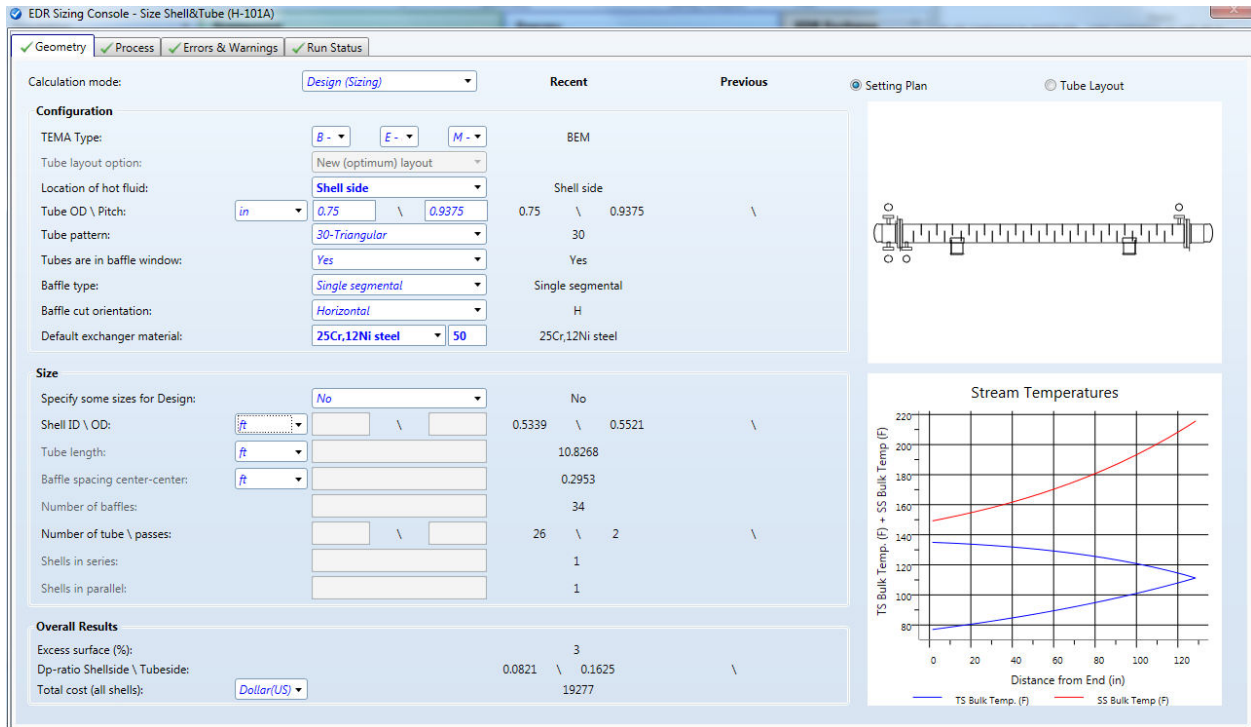 EDR Sizing Console - Size Shell&Tube (H-101A)
Geometry Process Errors & Warnings Run Status
Calculation mode: Design (Sizing) Recent Previous Setting Plan Tube Layout
Configuration
TEMA Type: B - E - M - BEM
Tube layout option: New (optimum) layout
Location of hot fluid: Shell side Shell side
Tube OD \ Pitch: in 0.75 \ 0.9375 0.75 \ 0.9375 \
Tube pattern: 30-Triangular 30
Tubes are in baffle window: Yes Yes
Baffle type: Single segmental Single segmental
Baffle cut orientation: Horizontal H
Default exchanger material: 25Cr,12Ni steel 50 25Cr,12Ni steel
Size
Specify some sizes for Design: No No
Shell ID \ OD: ft \ 0.5339 \ 0.5521 \
Tube length: ft 10.8268
Baffle spacing center-center: ft 0.2953
Number of baffles: 34
Number of tube \ passes: \ 26 \ 2 \
Shells in series: 1
Shells in parallel: 1
Overall Results
Excess surface (%): 3
Dp-ratio Shellside \ Tubeside: 0.0821 \ 0.1625 \
Total cost (all shells): Dollar(US) 19277
Stream Temperatures
TS Bulk Temp. (F) + SS Bulk Temp (F)
220
200
180
160
140
120
100
80
0 20 40 60 80 100 120
Distance from End (in)
TS Bulk Temp. (F) SS Bulk Temp (F)